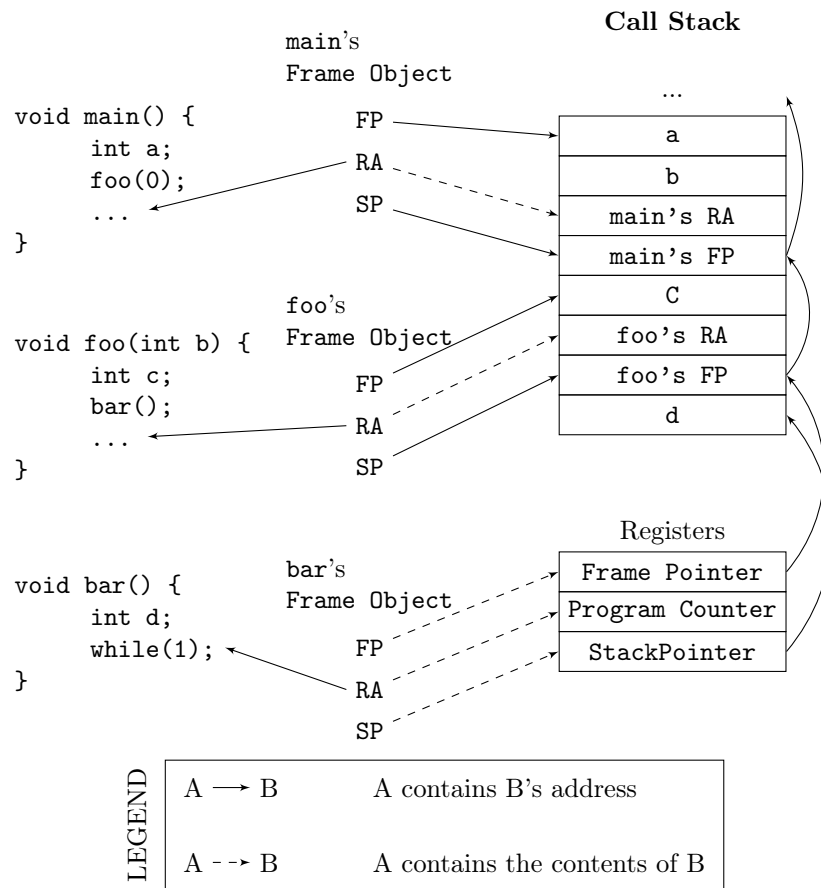 Call Stack
main's
Frame Object
...
void main() {
int a;
foo(0);
...
}
FP
RA
SP
a
b
main's RA
main's FP
C
foo's RA
foo's FP
d
foo's
Frame Object
void foo(int b) {
int c;
bar();
...
}
FP
RA
SP
Registers
Frame Pointer
Program Counter
StackPointer
bar's
Frame Object
void bar() {
int d;
while(1);
}
FP
RA
SP
LEGEND
A B A contains B's address
A B A contains the contents of B